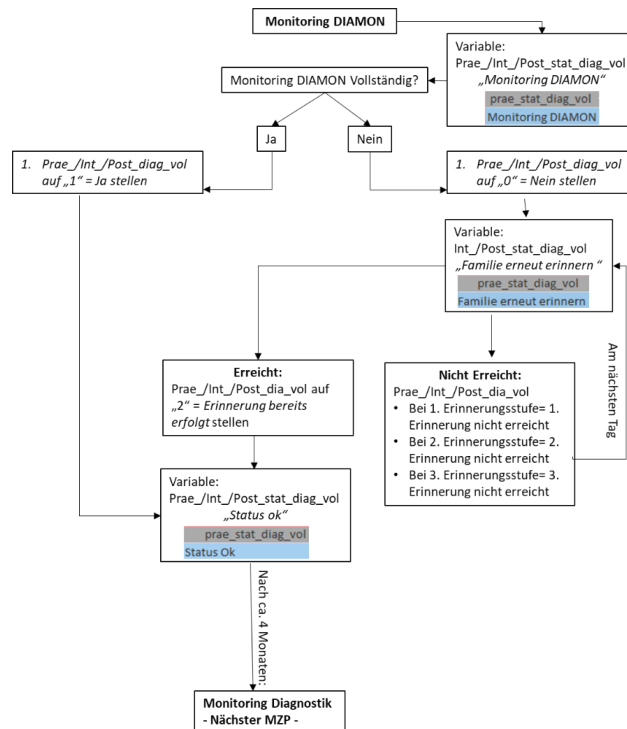 Monitoring DIAMON
Variable:
Prae_/Int_/Post_stat_diag_vol
„Monitoring DIAMON“
prae_stat_diag_vol
Monitoring DIAMON
Monitoring DIAMON Vollständig?
Ja
Nein
1. Prae_/Int_/Post_diag_vol
auf „1“ = Ja stellen
1. Prae_/Int_/Post_diag_vol
auf „0“ = Nein stellen
Variable:
Int_/Post_stat_diag_vol
„Familie erneut erinnern “
prae_stat_diag_vol
Familie erneut erinnern
Am nächsten Tag
Erreicht:
Prae_/Int_/Post_dia_vol auf
„2“ = Erinnerung bereits
erfolgt stellen
Nicht Erreicht:
Prae_/Int_/Post_dia_vol
• Bei 1. Erinnerungsstufe= 1.
Erinnerung nicht erreicht
• Bei 2. Erinnerungsstufe= 2.
Erinnerung nicht erreicht
• Bei 3. Erinnerungsstufe= 3.
Erinnerung nicht erreicht
Variable:
Prae_/Int_/Post_stat_diag_vol
„Status ok“
prae_stat_diag_vol
Status Ok
Nach ca. 4 Monaten:
Monitoring Diagnostik
- Nächster MZP -